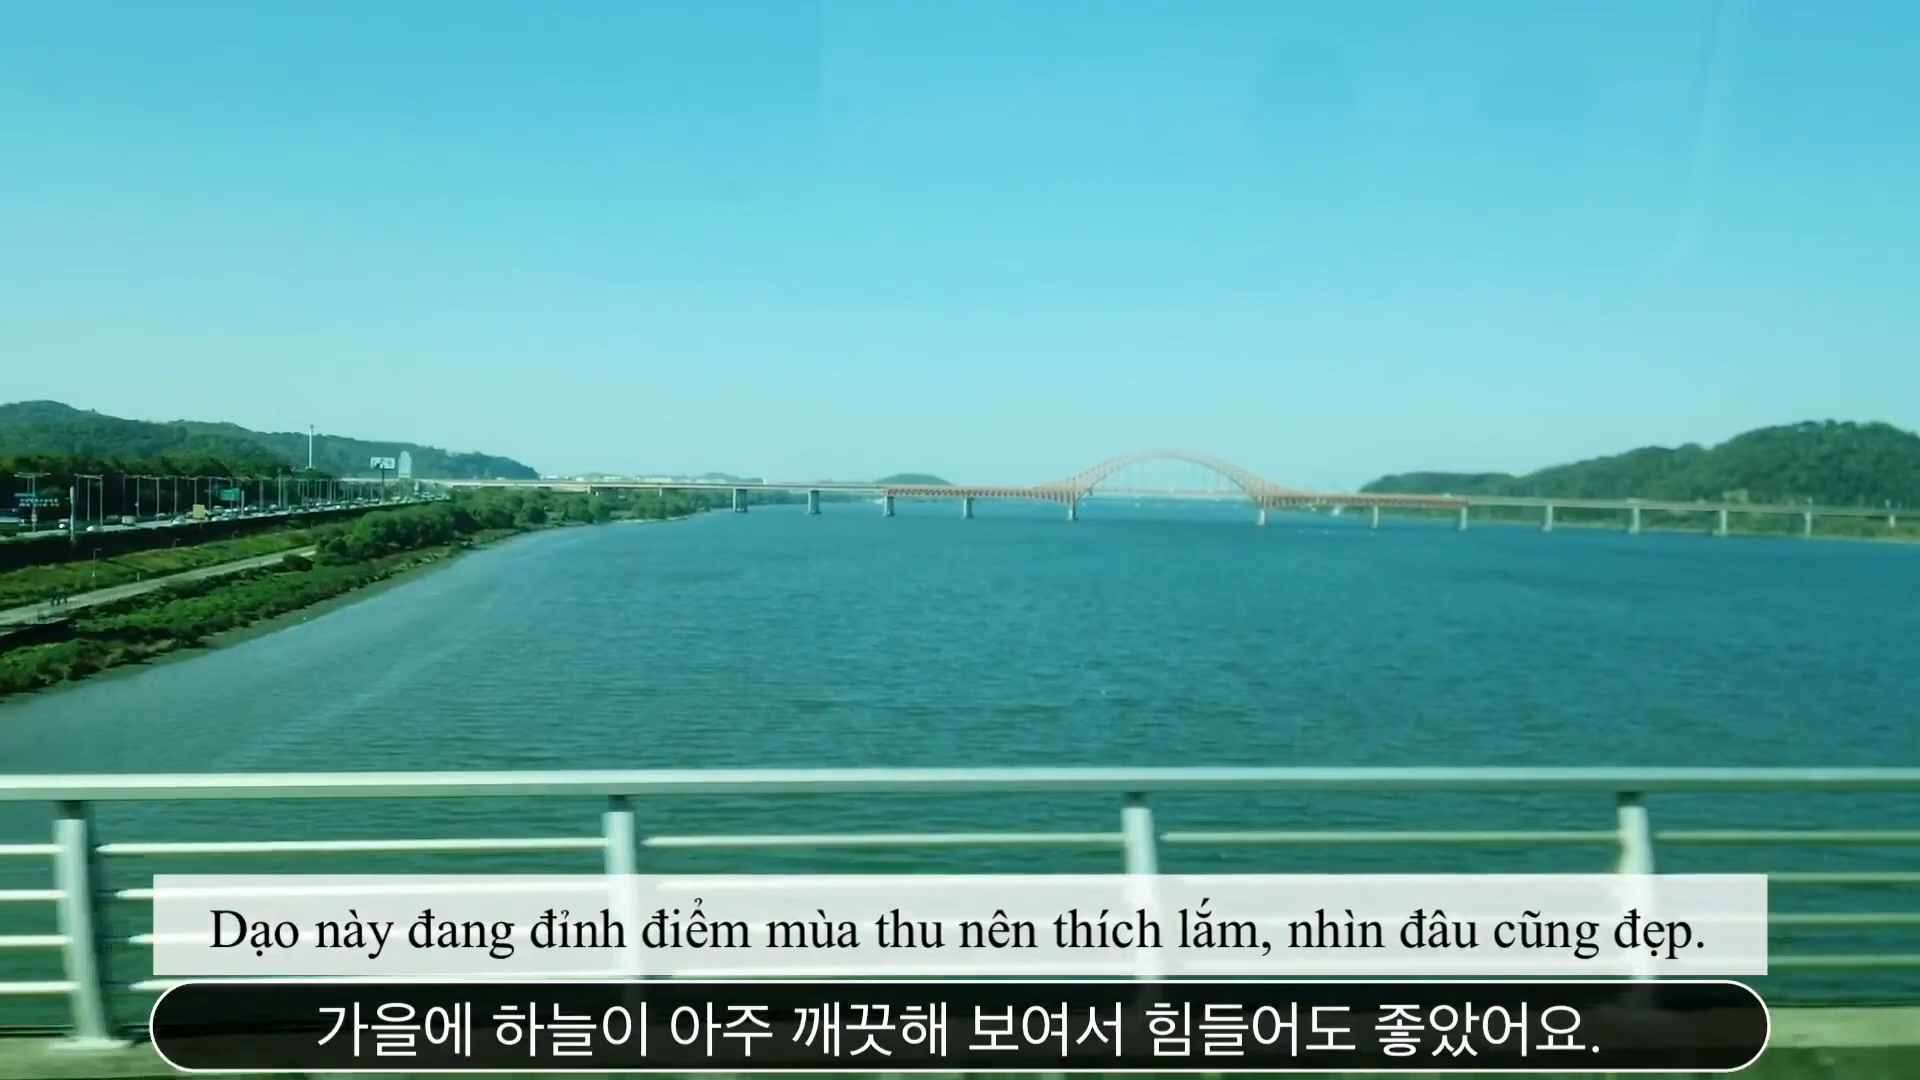 Dạo này đang đỉnh điểm mùa thu nên thích lắm, nhìn đâu cũng đẹp.
가을에 하늘이 아주 깨끗해 보여서 힘들어도 좋았어요.